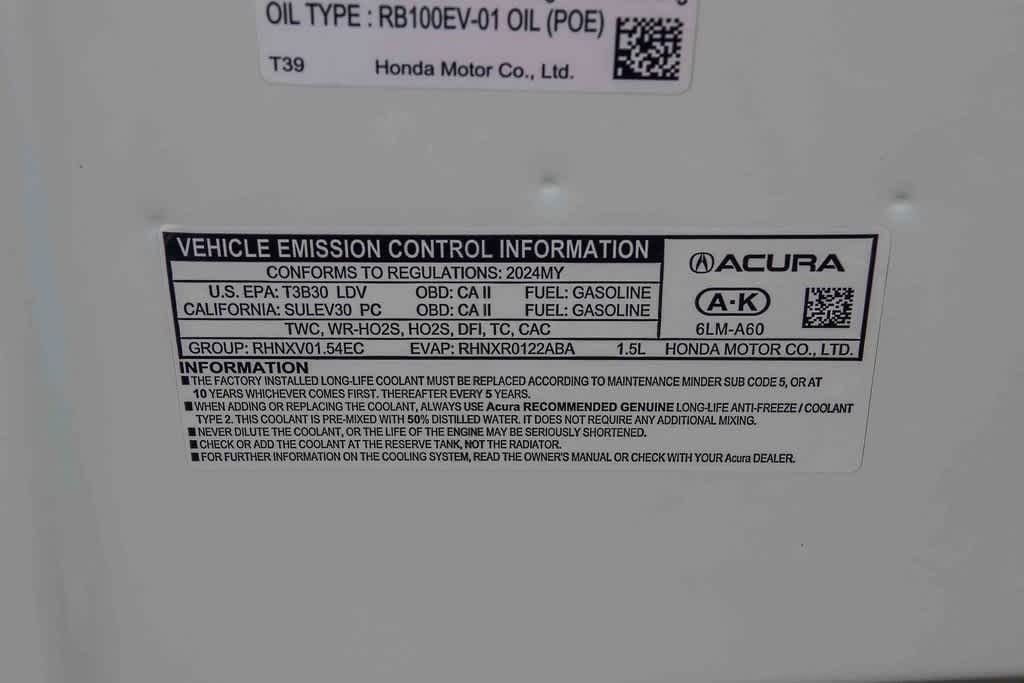 OIL TYPE : RB100EV-01 OIL (POE)
T39 Honda Motor Co., Ltd.
VEHICLE EMISSION CONTROL INFORMATION
CONFORMS TO REGULATIONS: 2024MY
U.S. EPA: T3B30 LDV OBD: CA II FUEL: GASOLINE
CALIFORNIA: SULEV30 PC OBD: CA II FUEL: GASOLINE
TWC, WR-HO2S, HO2S, DFI, TC, CAC
ACURA
A·K
6LM-A60
GROUP: RHNXV01.54EC EVAP: RHNXR0122ABA 1.5L HONDA MOTOR CO., LTD.
INFORMATION
■THE FACTORY INSTALLED LONG-LIFE COOLANT MUST BE REPLACED ACCORDING TO MAINTENANCE MINDER SUB CODE 5, OR AT
10 YEARS WHICHEVER COMES FIRST. THEREAFTER EVERY 5 YEARS.
■WHEN ADDING OR REPLACING THE COOLANT, ALWAYS USE Acura RECOMMENDED GENUINE LONG-LIFE ANTI-FREEZE / COOLANT
TYPE 2. THIS COOLANT IS PRE-MIXED WITH 50% DISTILLED WATER. IT DOES NOT REQUIRE ANY ADDITIONAL MIXING.
■NEVER DILUTE THE COOLANT, OR THE LIFE OF THE ENGINE MAY BE SERIOUSLY SHORTENED.
■CHECK OR ADD THE COOLANT AT THE RESERVE TANK, NOT THE RADIATOR.
■FOR FURTHER INFORMATION ON THE COOLING SYSTEM, READ THE OWNER'S MANUAL OR CHECK WITH YOUR Acura DEALER.